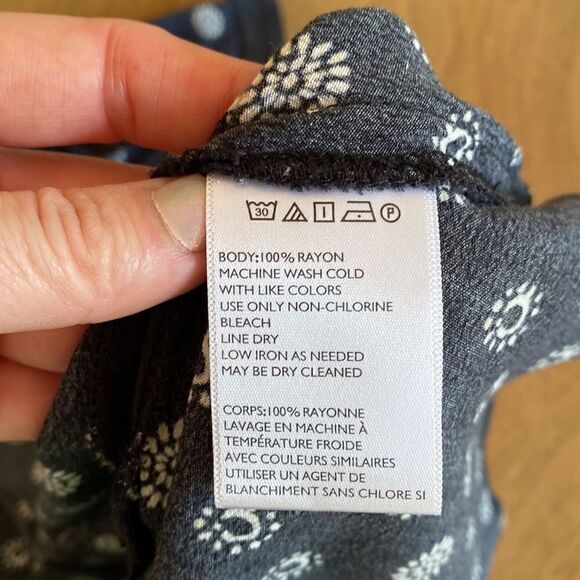 30 P
BODY:100% RAYON
MACHINE WASH COLD
WITH LIKE COLORS
USE ONLY NON-CHLORINE
BLEACH
LINE DRY
LOW IRON AS NEEDED
MAY BE DRY CLEANED
CORPS:100% RAYONNE
LAVAGE EN MACHINE À
TEMPÉRATURE FROIDE
AVEC COULEURS SIMILAIRES
UTILISER UN AGENT DE
BLANCHIMENT SANS CHLORE SI